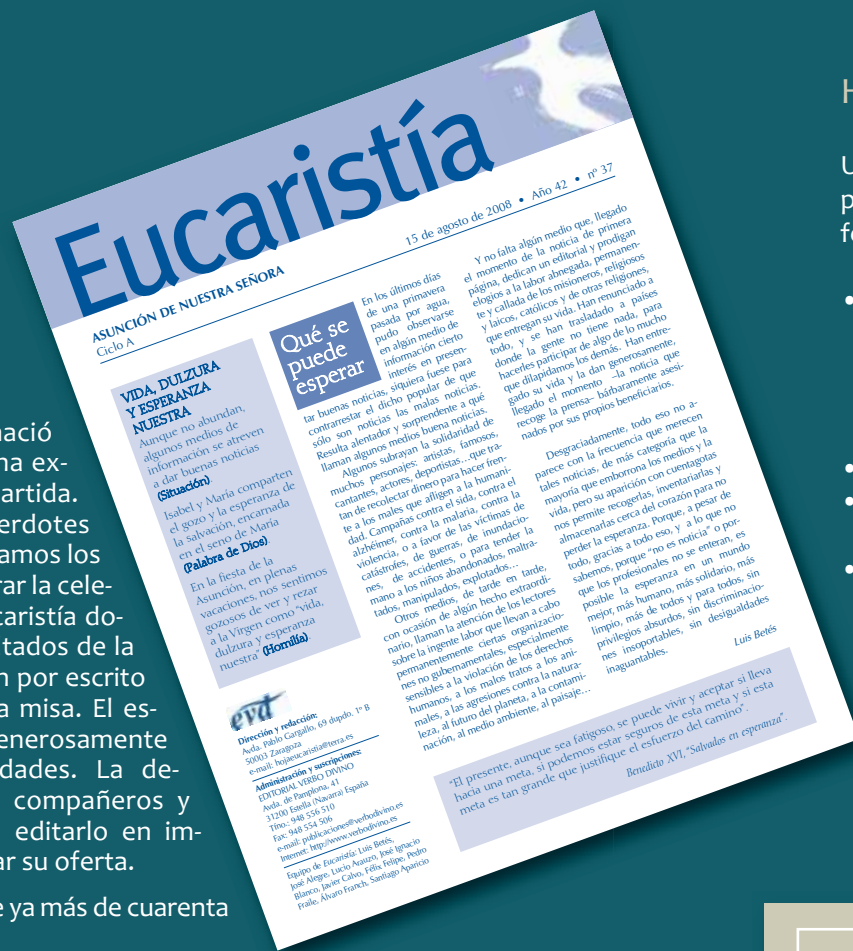 Eucaristía
15 de agosto de 2008 • Año 42 • nº 37
ASUNCIÓN DE NUESTRA SEÑORA
Ciclo A
VIDA, DULZURA
Y ESPERANZA
NUESTRA
Aunque no abundan,
algunos medios de
información se atreven
a dar buenas noticias
(Situación).
Isabel y María comparten
el gozo y la esperanza de
la salvación, encarnada
en el seno de María
(Palabra de Dios).
En la fiesta de la
Asunción, en plenas
vacaciones, nos sentimos
gozosos de ver y rezar
a la Virgen como "vida,
dulzura y esperanza
nuestra" (Homilía).
evd
Dirección y redacción:
Avda. Pablo Gargallo, 69 dupdo. 1º B
50003 Zaragoza
e-mail: hojaeucaristia@terra.es
Administración y suscripciones:
EDITORIAL VERBO DIVINO
Avda. de Pamplona, 41
31200 Estella (Navarra) España
Tfno.: 948 556 510
Fax: 948 554 506
e-mail: publicaciones@verbodivino.es
Internet: http://www.verbodivino.es
Equipo de Eucaristía: Luis Betés,
José Alegre, Lucio Arauzo, José Ignacio
Blanco, Javier Calvo, Félix Felipe, Pedro
Fraile, Álvaro Franch, Santiago Aparicio
Qué se
puede
esperar
En los últimos días
de una primavera
pasada por agua,
pudo observarse
en algún medio de
información cierto
interés en presen-
tar buenas noticias, siquiera fuese para
contrarrestar el dicho popular de que
sólo son noticias las malas noticias.
Resulta alentador y sorprendente a qué
llaman algunos medios buena noticias.
Algunos subrayan la solidaridad de
muchos personajes: artistas, famosos,
cantantes, actores, deportistas…que tra-
tan de recolectar dinero para hacer fren-
te a los males que afligen a la humani-
dad. Campañas contra el sida, contra el
alzhéimer, contra la malaria, contra la
violencia, o a favor de las víctimas de
catástrofes, de guerras, de inundacio-
nes, de accidentes, o para tender la
mano a los niños abandonados, maltra-
tados, manipulados, explotados…
Otros medios, de tarde en tarde,
con ocasión de algún hecho extraordi-
nario, llaman la atención de los lectores
sobre la ingente labor que llevan a cabo
permanentemente ciertas organizacio-
nes no gubernamentales, especialmente
sensibles a la violación de los derechos
humanos, a los malos tratos a los ani-
males, a las agresiones contra la natura-
leza, al futuro del planeta, a la contami-
nación, al medio ambiente, al paisaje…
Y no falta algún medio que, llegado
el momento de la noticia de primera
página, dedican un editorial y prodigan
elogios a la labor abnegada, permanen-
te y callada de los misioneros, religiosos
y laicos, católicos y de otras religiones,
que entregan su vida. Han renunciado a
todo, y se han trasladado a países
donde la gente no tiene nada, para
hacerles participar de algo de lo mucho
que dilapidamos los demás. Han entre-
gado su vida y la dan generosamente,
llegado el momento –la noticia que
recoge la prensa– bárbaramente asesi-
nados por sus propios beneficiarios.
Desgraciadamente, todo eso no a-
parece con la frecuencia que merecen
tales noticias, de más categoría que la
mayoría que emborrona los medios y la
vida, pero su aparición con cuentagotas
nos permite recogerlas, inventariarlas y
almacenarlas cerca del corazón para no
perder la esperanza. Porque, a pesar de
todo, gracias a todo eso, y a lo que no
sabemos, porque "no es noticia" o por-
que los profesionales no se enteran, es
posible la esperanza en un mundo
mejor, más humano, más solidario, más
limpio, más de todos y para todos, sin
privilegios absurdos, sin discriminacio-
nes insoportables, sin desigualdades
inaguantables.
Luis Betés
"El presente, aunque sea fatigoso, se puede vivir y aceptar si lleva
hacia una meta, si podemos estar seguros de esta meta y si esta
meta es tan grande que justifique el esfuerzo del camino".
Benedicto XVI, "Salvados en esperanza".
nació
na ex-
artida.
erdotes
amos los
rar la cele-
caristía do-
tados de la
n por escrito
a misa. El es-
enerosamente
dades. La de-
compañeros y
editarlo en im-
ar su oferta.
e ya más de cuarenta
H
U
p
f
•
•
•
•